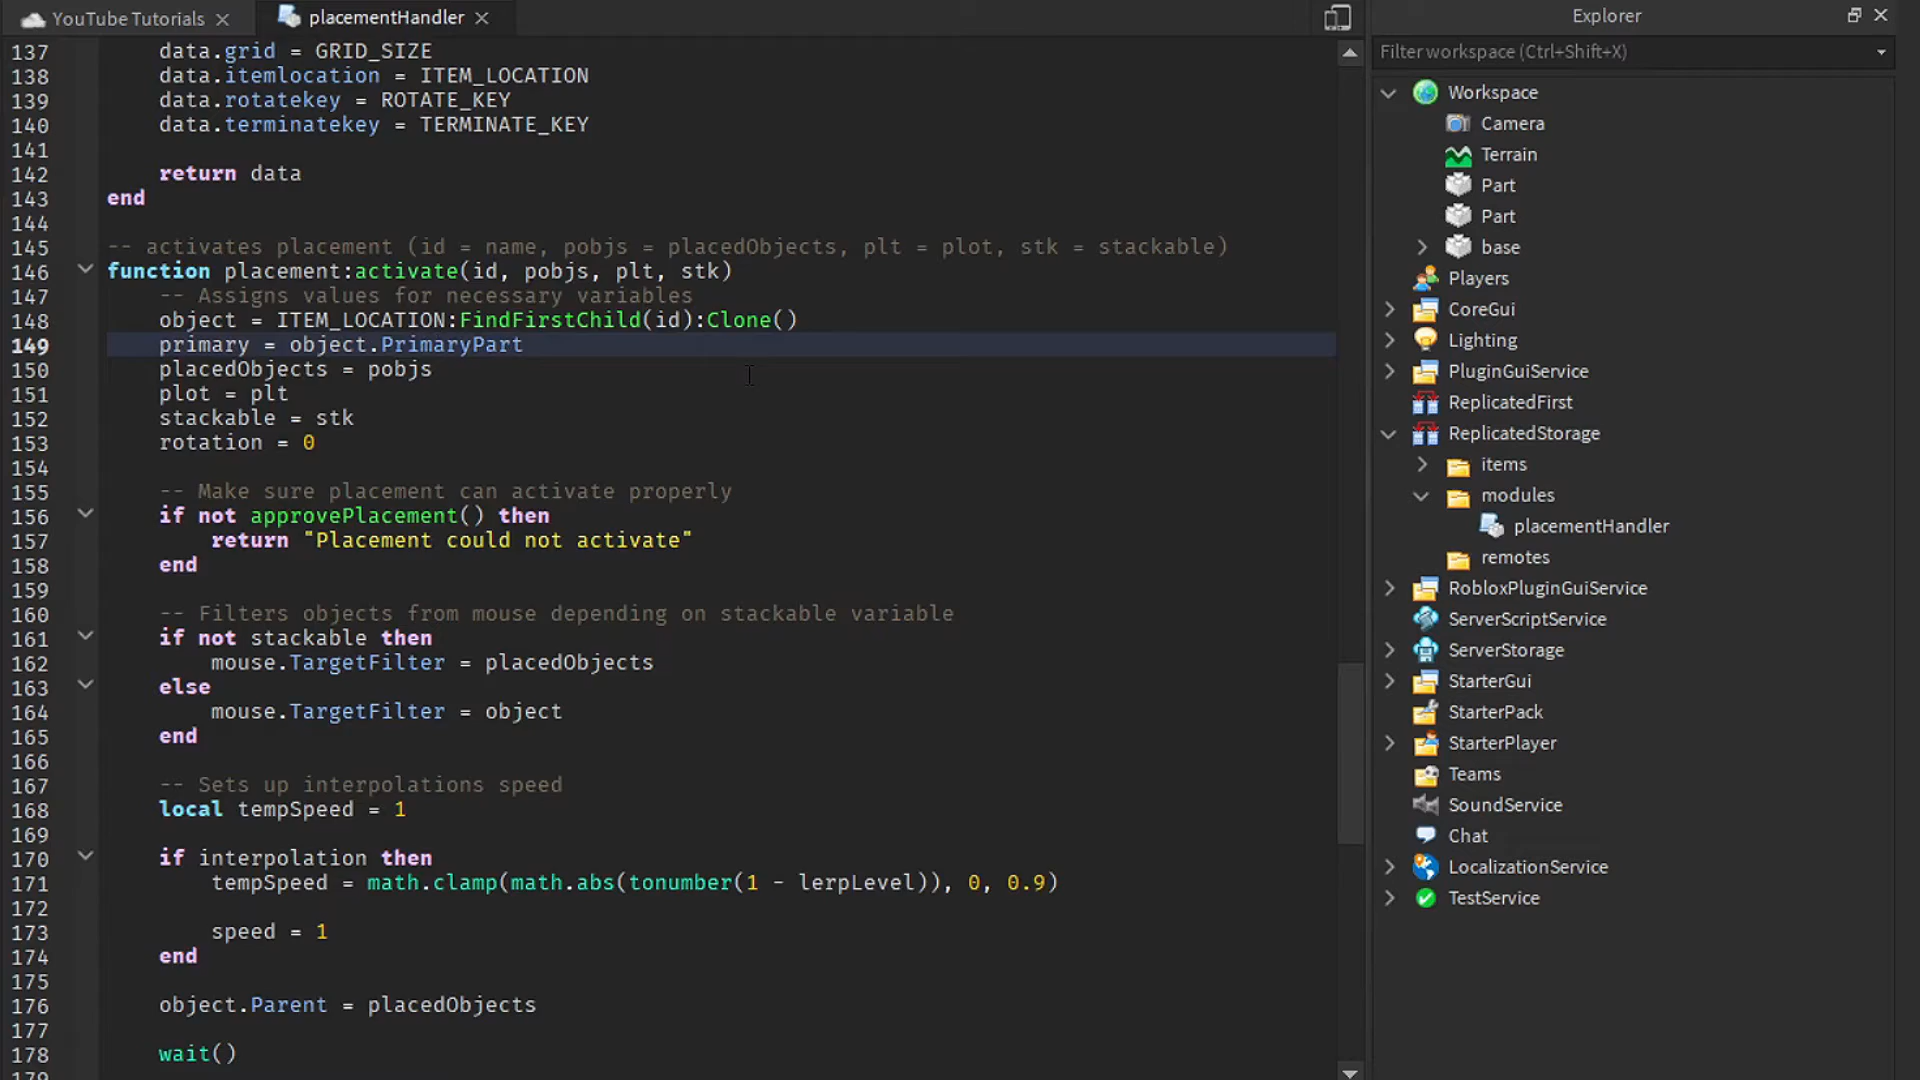 YouTube Tutorials
placementHandler
137 data.grid = GRID_SIZE
138 data.itemlocation = ITEM_LOCATION
139 data.rotatekey = ROTATE_KEY
140 data.terminatekey = TERMINATE_KEY
141
142 return data
143 end
144
145 -- activates placement (id = name, pobjs = placedObjects, plt = plot, stk = stackable)
146 function placement:activate(id, pobjs, plt, stk)
147 -- Assigns values for necessary variables
148 object = ITEM_LOCATION:FindFirstChild(id):Clone()
149 primary = object.PrimaryPart
150 placedObjects = pobjs
151 plot = plt
152 stackable = stk
153 rotation = 0
154
155 -- Make sure placement can activate properly
156 if not approvePlacement() then
157 return "Placement could not activate"
158 end
159
160 -- Filters objects from mouse depending on stackable variable
161 if not stackable then
162 mouse.TargetFilter = placedObjects
163 else
164 mouse.TargetFilter = object
165 end
166
167 -- Sets up interpolations speed
168 local tempSpeed = 1
169
170 if interpolation then
171 tempSpeed = math.clamp(math.abs(tonumber(1 - lerpLevel)), 0, 0.9)
172
173 speed = 1
174 end
175
176 object.Parent = placedObjects
177
178 wait()
179
Explorer
Filter workspace (Ctrl+Shift+X)
Workspace
Camera
Terrain
Part
Part
base
Players
CoreGui
Lighting
PluginGuiService
ReplicatedFirst
ReplicatedStorage
items
modules
placementHandler
remotes
RobloxPluginGuiService
ServerScriptService
ServerStorage
StarterGui
StarterPack
StarterPlayer
Teams
SoundService
Chat
LocalizationService
TestService